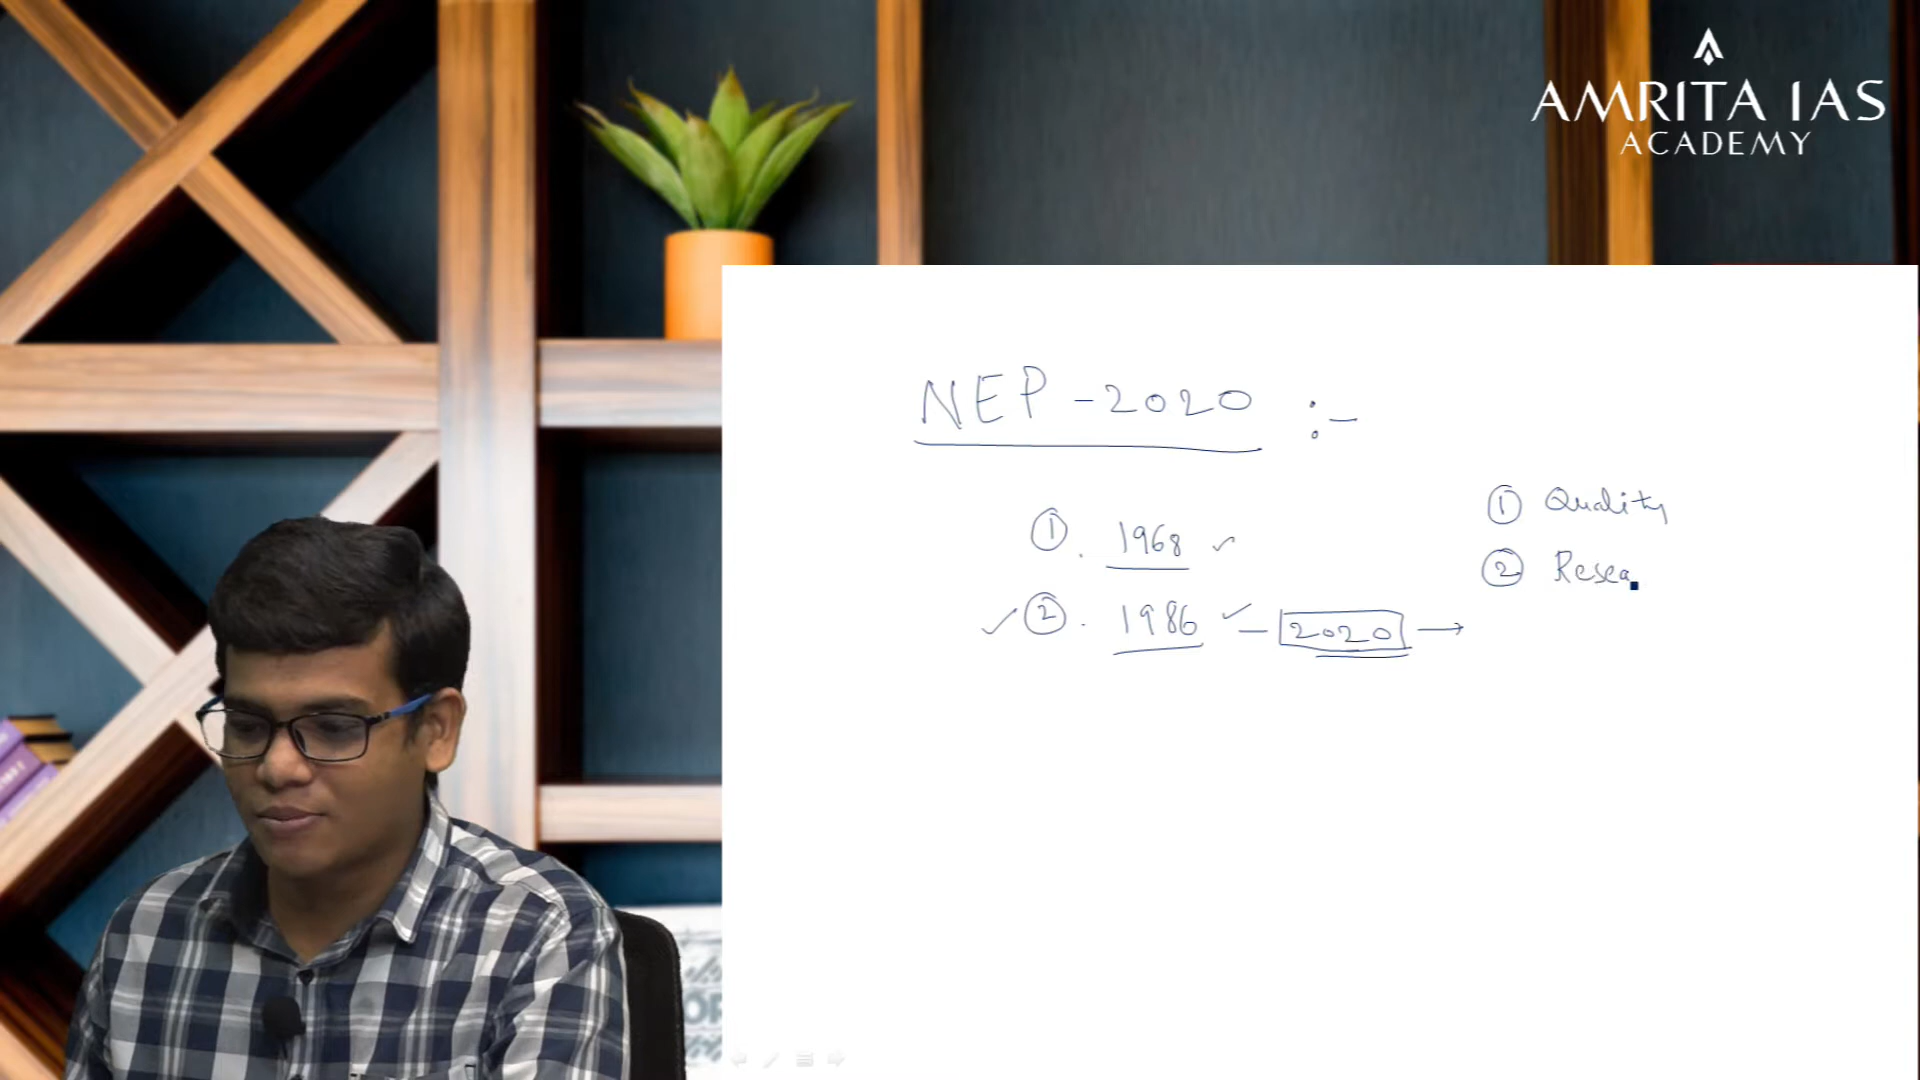 AMRITA IAS
ACADEMY
NEP - 2020 :-
① Quality
①. 1968 ✓
② Resea
✓ ②. 1986 ✓ - 2020 →